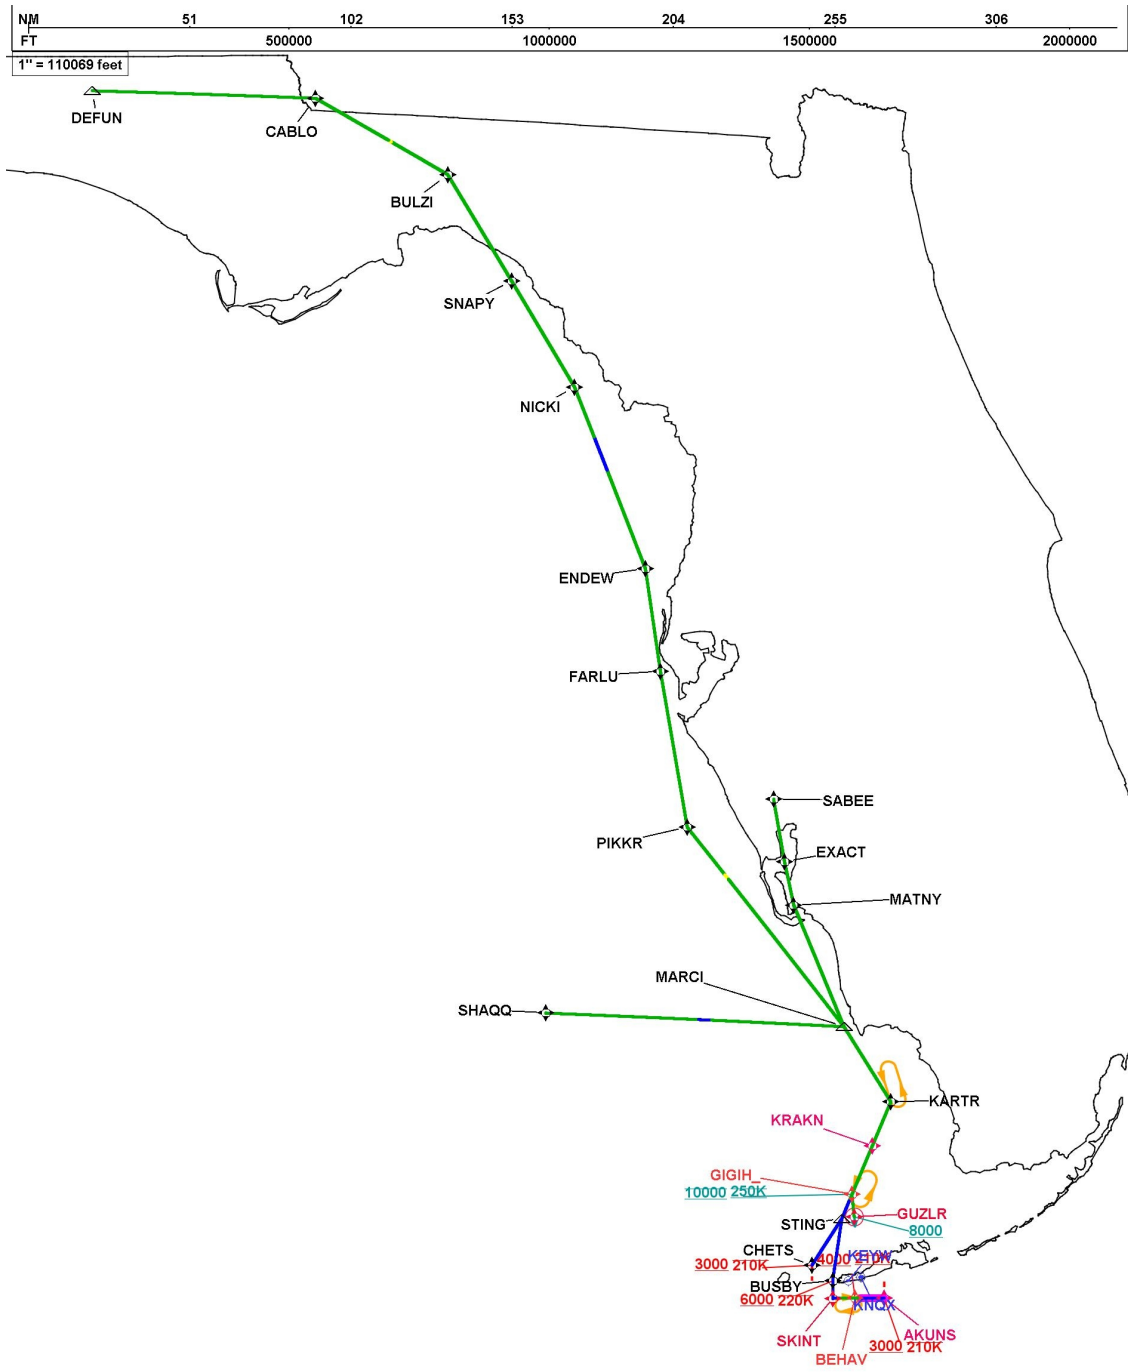 NM 51 102 153 204 255 306
FT 500000 1000000 1500000 2000000
1" = 110069 feet
DEFUN
CABLO
BULZI
SNAPY
NICKI
ENDEW
FARLU
SABEE
PIKKR
EXACT
MATNY
MARCI
SHAQQ
KARTR
KRAKN
GIGIH_
10000 250K
GUZLR
STING
8000
CHETS
KEYW
3000 210K
4000 210K
BUSBY
6000 220K
KNQX
SKINT
AKUNS
3000 210K
BEHAV